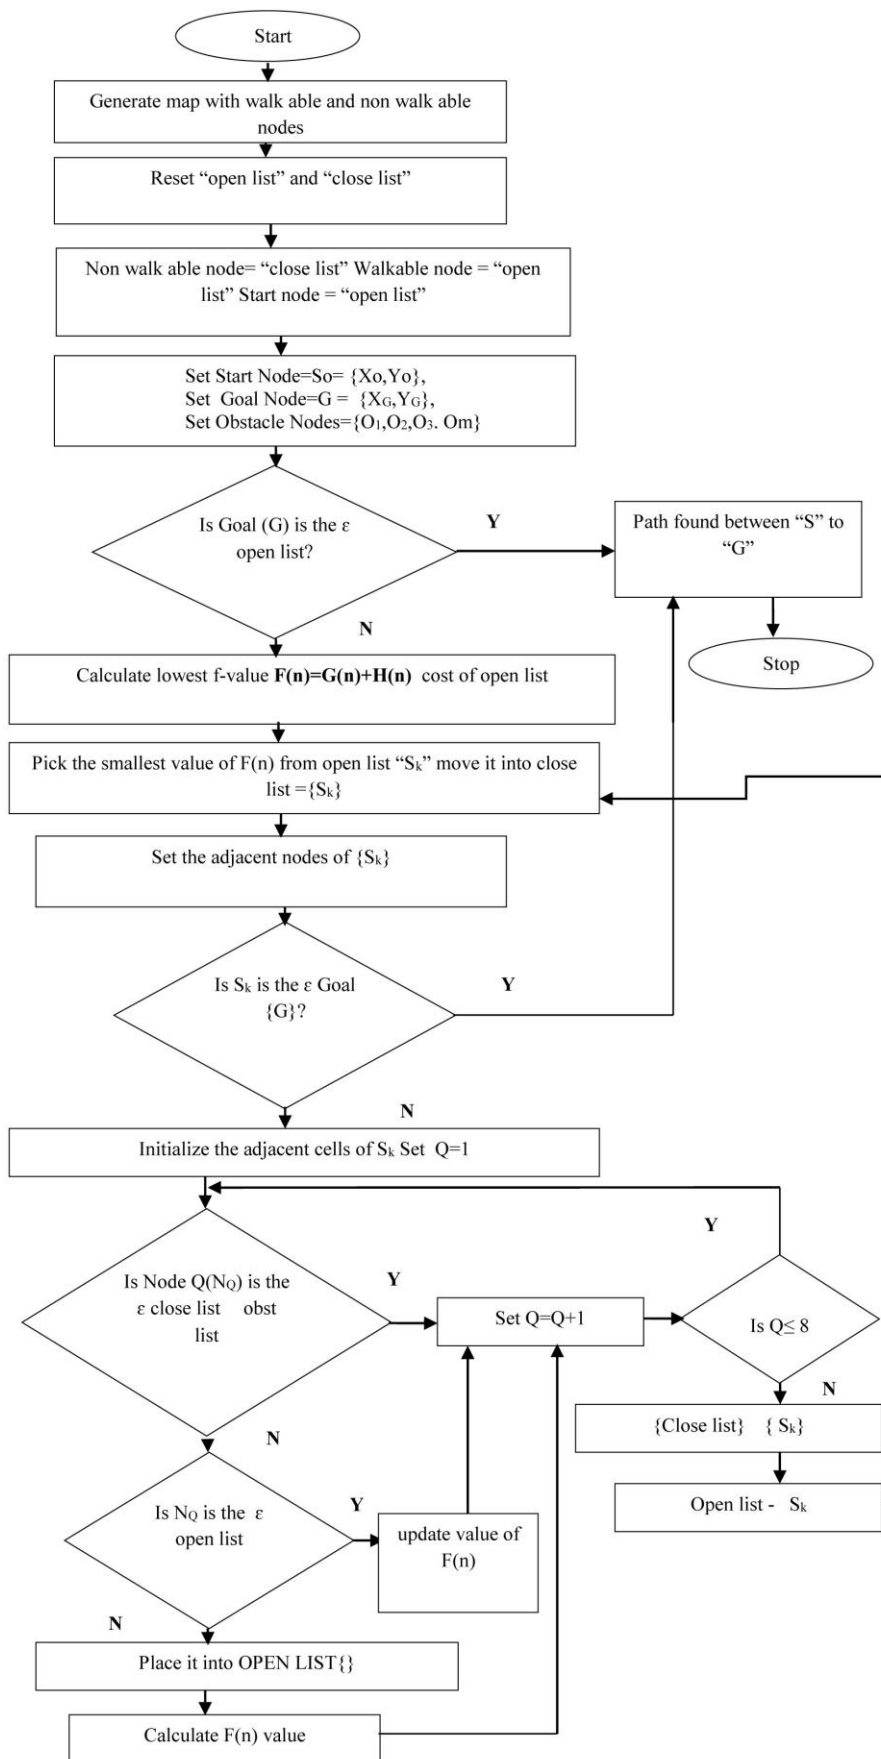 Start
Generate map with walk able and non walk able
nodes
Reset “open list” and “close list”
Non walk able node= “close list” Walkable node = “open
list” Start node = “open list”
Set Start Node=So= {Xo,Yo},
Set Goal Node=G = {XG,YG},
Set Obstacle Nodes={O1,O2,O3. Om}
Is Goal (G) is the ε
open list?
Y
Path found between “S” to
“G”
N
Stop
Calculate lowest f-value F(n)=G(n)+H(n) cost of open list
Pick the smallest value of F(n) from open list “Sk” move it into close
list ={Sk}
Set the adjacent nodes of {Sk}
Is Sk is the ε Goal
{G}?
Y
N
Initialize the adjacent cells of Sk Set Q=1
Is Node Q(NQ) is the
ε close list obst
list
Y
Set Q=Q+1
Y
Is Q≤ 8
N
{Close list} { Sk}
Open list - Sk
N
Is NQ is the ε
open list
Y
update value of
F(n)
N
Place it into OPEN LIST{}
Calculate F(n) value